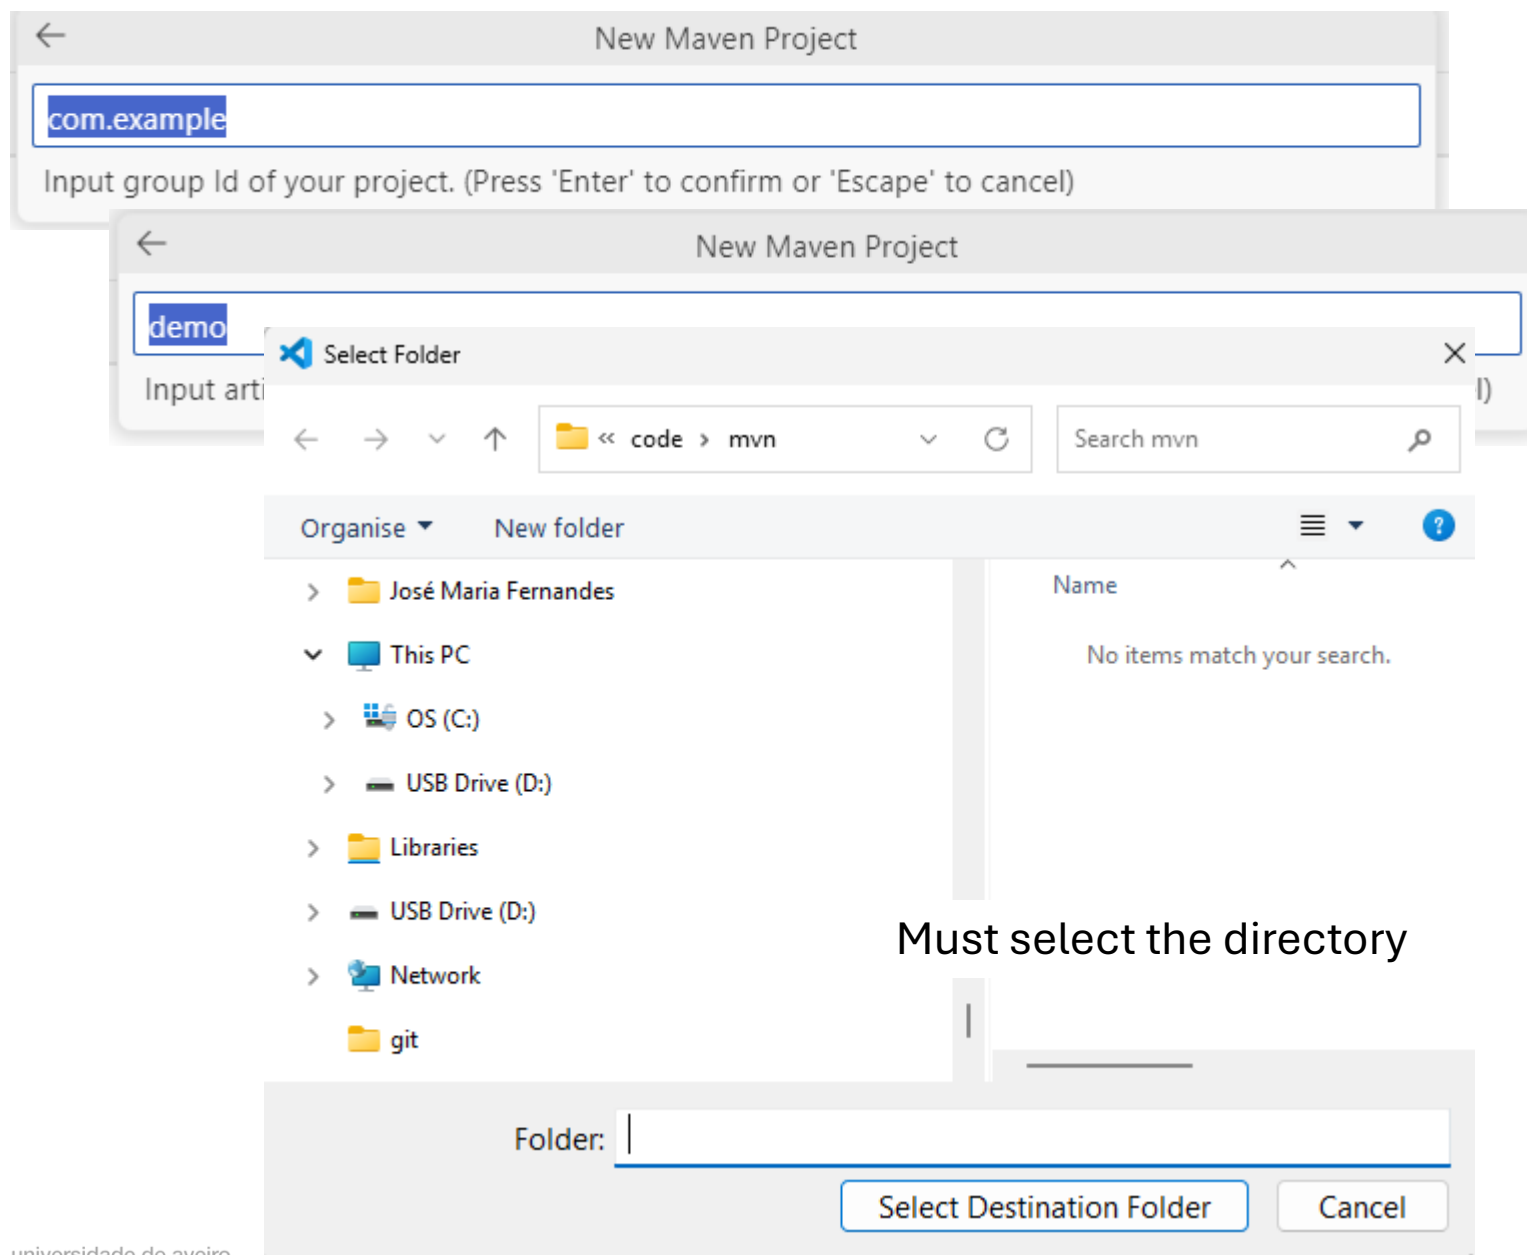 New Maven Project
com.example
Input group Id of your project. (Press 'Enter' to confirm or 'Escape' to cancel)
New Maven Project
demo
Input
Select Folder
« code > mvn
Search mvn
Organise
New folder
José Maria Fernandes
This PC
OS (C:)
USB Drive (D:)
Libraries
USB Drive (D:)
Network
git
Name
No items match your search.
Must select the directory
Folder:
Select Destination Folder
Cancel
universidade de aveiro